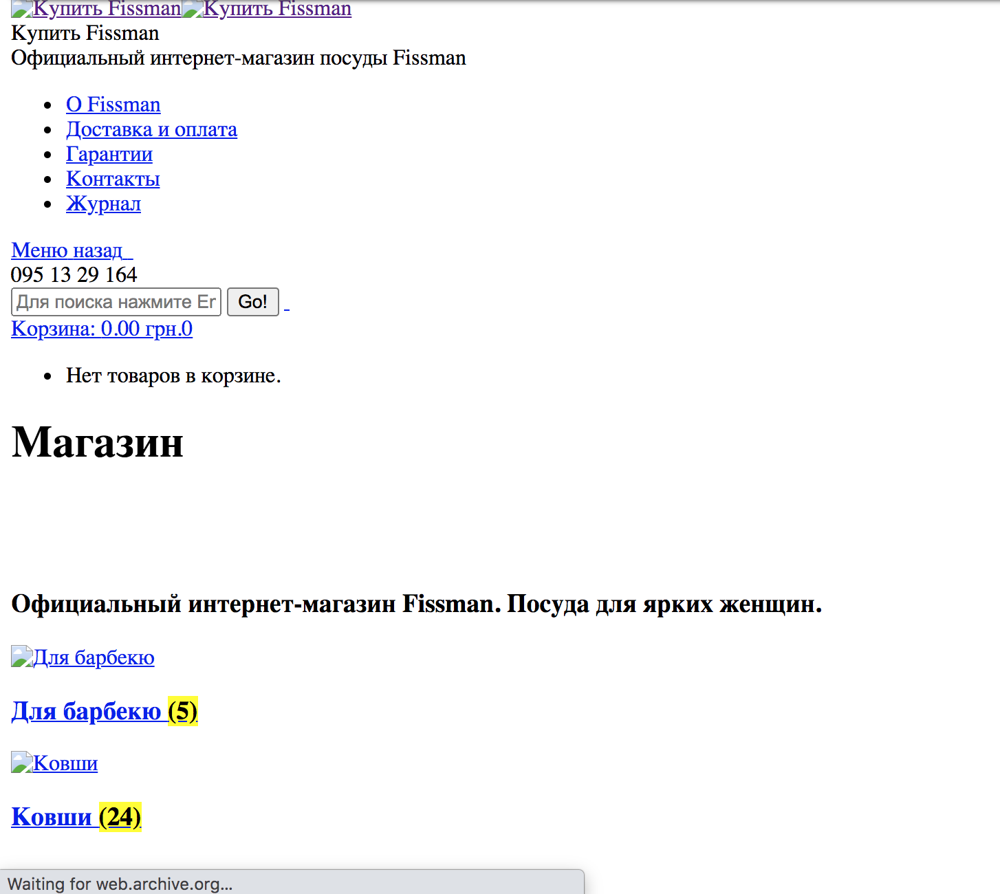 Купить FissmanКупить Fissman
Купить Fissman
Официальный интернет-магазин посуды Fissman
О Fissman
Доставка и оплата
Гарантии
Контакты
Журнал
Меню назад
095 13 29 164
Для поиска нажмите Er Go!
Корзина: 0.00 грн.0
Нет товаров в корзине.
Магазин
Официальный интернет-магазин Fissman. Посуда для ярких женщин.
Для барбекю
Для барбекю (5)
Ковши
Ковши (24)
Waiting for web.archive.org...